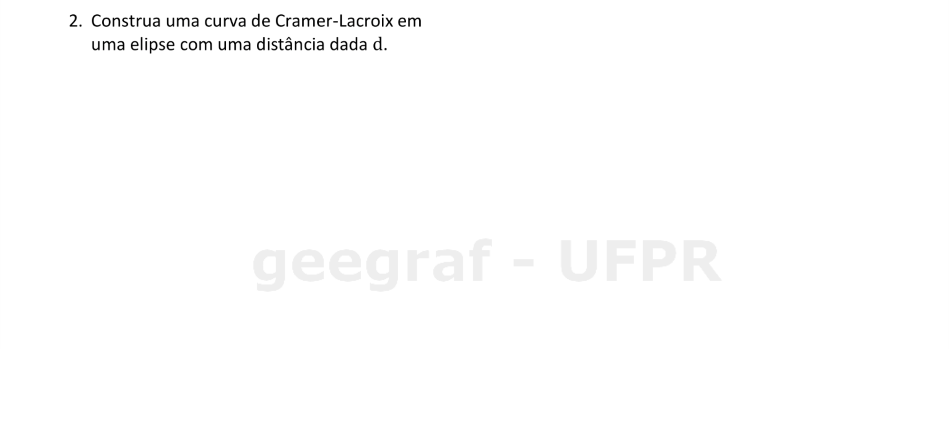 2. Construa uma curva de Cramer-Lacroix em
uma elipse com uma distância dada d.
geegraf - UFPR